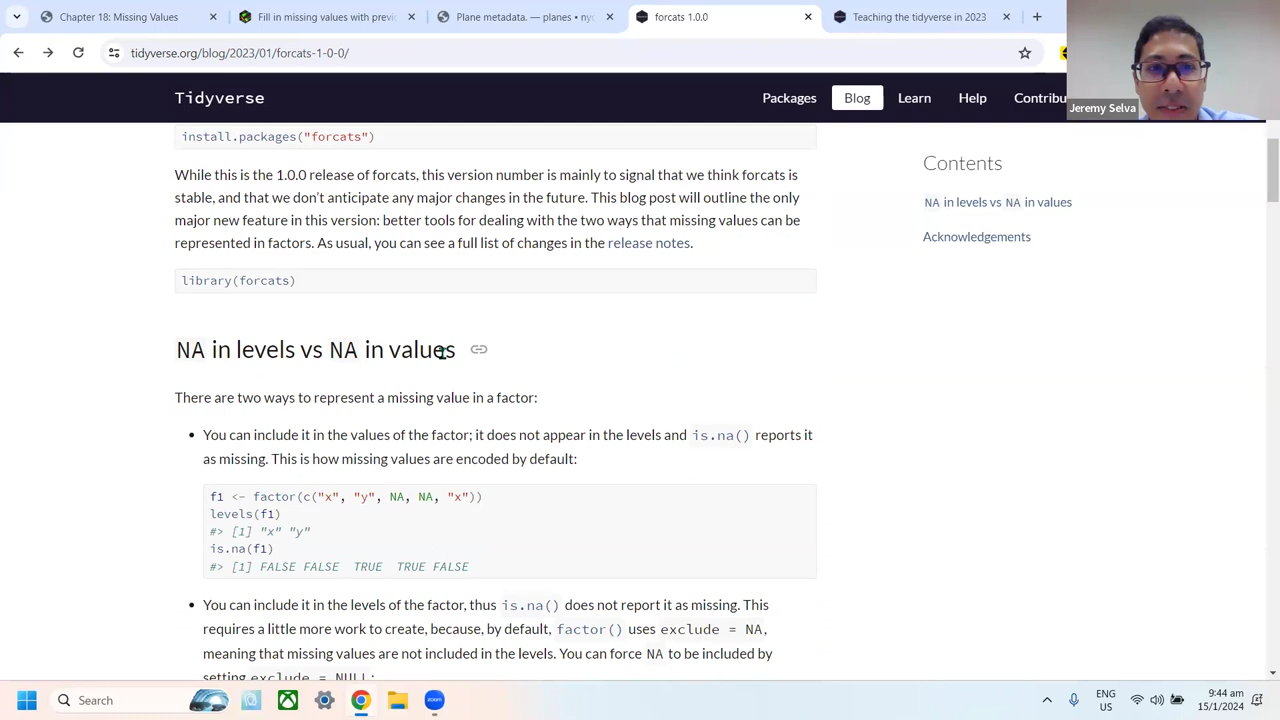 Chapter 18: Missing Values
Fill in missing values with previ
Plane metadata. — planes • nyc
forcats 1.0.0
Teaching the tidyverse in 2023
tidyverse.org/blog/2023/01/forcats-1-0-0/
Tidyverse
Packages
Blog
Learn
Help
Contribu
Jeremy Selva
install.packages("forcats")
While this is the 1.0.0 release of forcats, this version number is mainly to signal that we think forcats is
stable, and that we don't anticipate any major changes in the future. This blog post will outline the only
major new feature in this version: better tools for dealing with the two ways that missing values can be
represented in factors. As usual, you can see a full list of changes in the release notes.
library(forcats)
Contents
NA in levels vs NA in values
Acknowledgements
NA in levels vs NA in values
There are two ways to represent a missing value in a factor:
• You can include it in the values of the factor; it does not appear in the levels and is.na() reports it
as missing. This is how missing values are encoded by default:
f1 <- factor(c("x", "y", NA, NA, "x"))
levels(f1)
#> [1] "x" "y"
is.na(f1)
#> [1] FALSE FALSE  TRUE  TRUE FALSE
• You can include it in the levels of the factor, thus is.na() does not report it as missing. This
requires a little more work to create, because, by default, factor() uses exclude = NA,
meaning that missing values are not included in the levels. You can force NA to be included by
setting exclude = NULL:
Search
zoom
ENG
US
9:44 am
15/1/2024